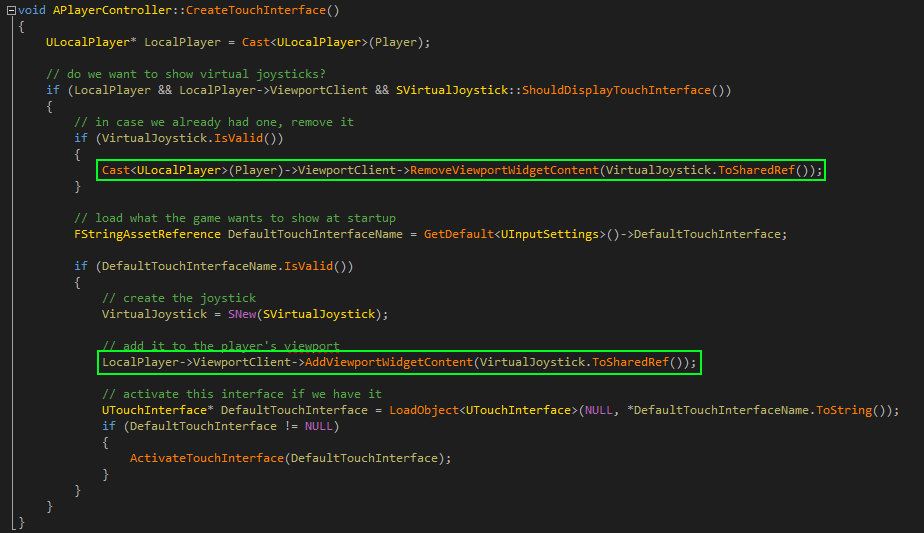 void APlayerController::CreateTouchInterface()
{
    ULocalPlayer* LocalPlayer = Cast<ULocalPlayer>(Player);

    // do we want to show virtual joysticks?
    if (LocalPlayer && LocalPlayer->ViewportClient && SVirtualJoystick::ShouldDisplayTouchInterface())
    {
        // in case we already had one, remove it
        if (VirtualJoystick.IsValid())
        {
            Cast<ULocalPlayer>(Player)->ViewportClient->RemoveViewportWidgetContent(VirtualJoystick.ToSharedRef());
        }

        // load what the game wants to show at startup
        FStringAssetReference DefaultTouchInterfaceName = GetDefault<UInputSettings>()->DefaultTouchInterface;

        if (DefaultTouchInterfaceName.IsValid())
        {
            // create the joystick
            VirtualJoystick = SNew(SVirtualJoystick);

            // add it to the player's viewport
            LocalPlayer->ViewportClient->AddViewportWidgetContent(VirtualJoystick.ToSharedRef());

            // activate this interface if we have it
            UTouchInterface* DefaultTouchInterface = LoadObject<UTouchInterface>(NULL, *DefaultTouchInterfaceName.ToString());
            if (DefaultTouchInterface != NULL)
            {
                ActivateTouchInterface(DefaultTouchInterface);
            }
        }
    }
}